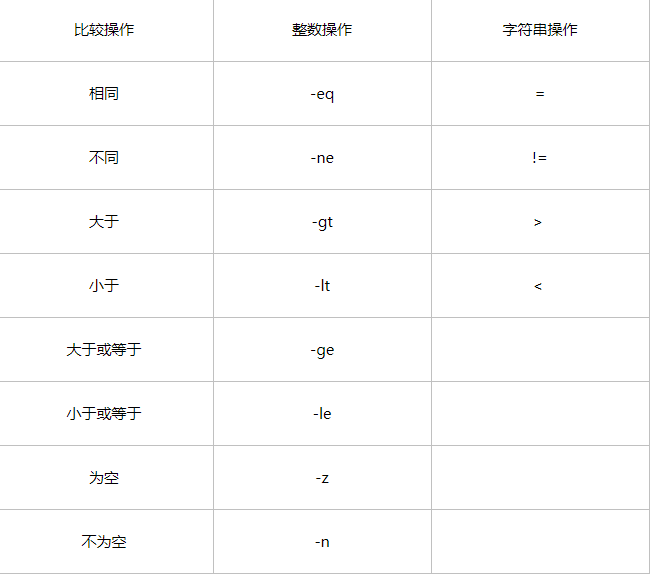 比较操作 整数操作 字符串操作
相同 -eq =
不同 -ne !=
大于 -gt >
小于 -lt <
大于或等于 -ge
小于或等于 -le
为空 -z
不为空 -n